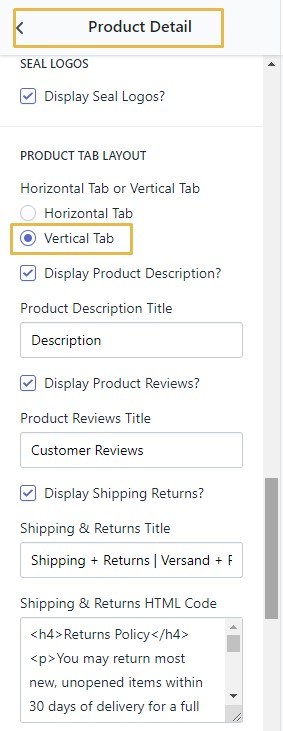 Product Detail
SEAL LOGOS
Display Seal Logos?
PRODUCT TAB LAYOUT
Horizontal Tab or Vertical Tab
Horizontal Tab
Vertical Tab
Display Product Description?
Product Description Title
Description
Display Product Reviews?
Product Reviews Title
Customer Reviews
Display Shipping Returns?
Shipping & Returns Title
Shipping + Returns | Versand +
Shipping & Returns HTML Code
<h4>Returns Policy</h4>
<p>You may return most
new, unopened items within
30 days of delivery for a full